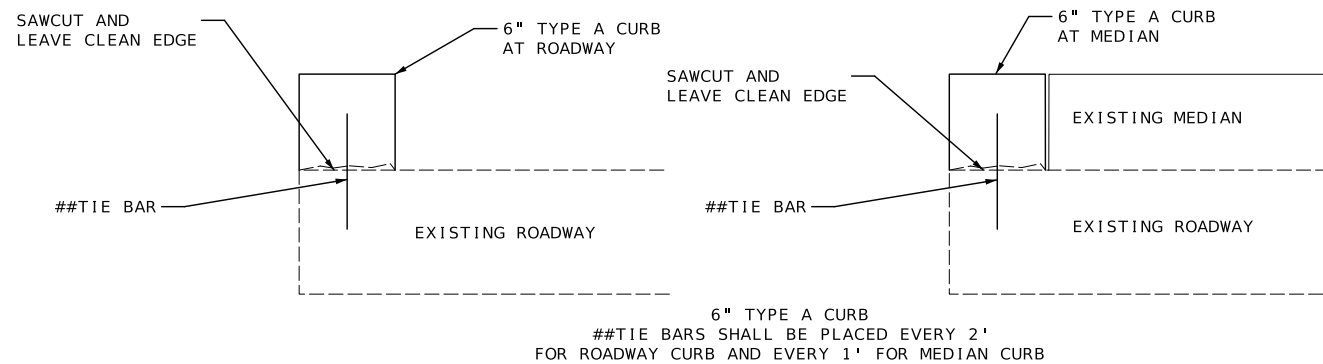 SAWCUT AND
LEAVE CLEAN EDGE
6" TYPE A CURB
AT ROADWAY
##TIE BAR
EXISTING ROADWAY
6" TYPE A CURB
AT MEDIAN
SAWCUT AND
LEAVE CLEAN EDGE
EXISTING MEDIAN
##TIE BAR
EXISTING ROADWAY
6" TYPE A CURB
##TIE BARS SHALL BE PLACED EVERY 2'
FOR ROADWAY CURB AND EVERY 1' FOR MEDIAN CURB